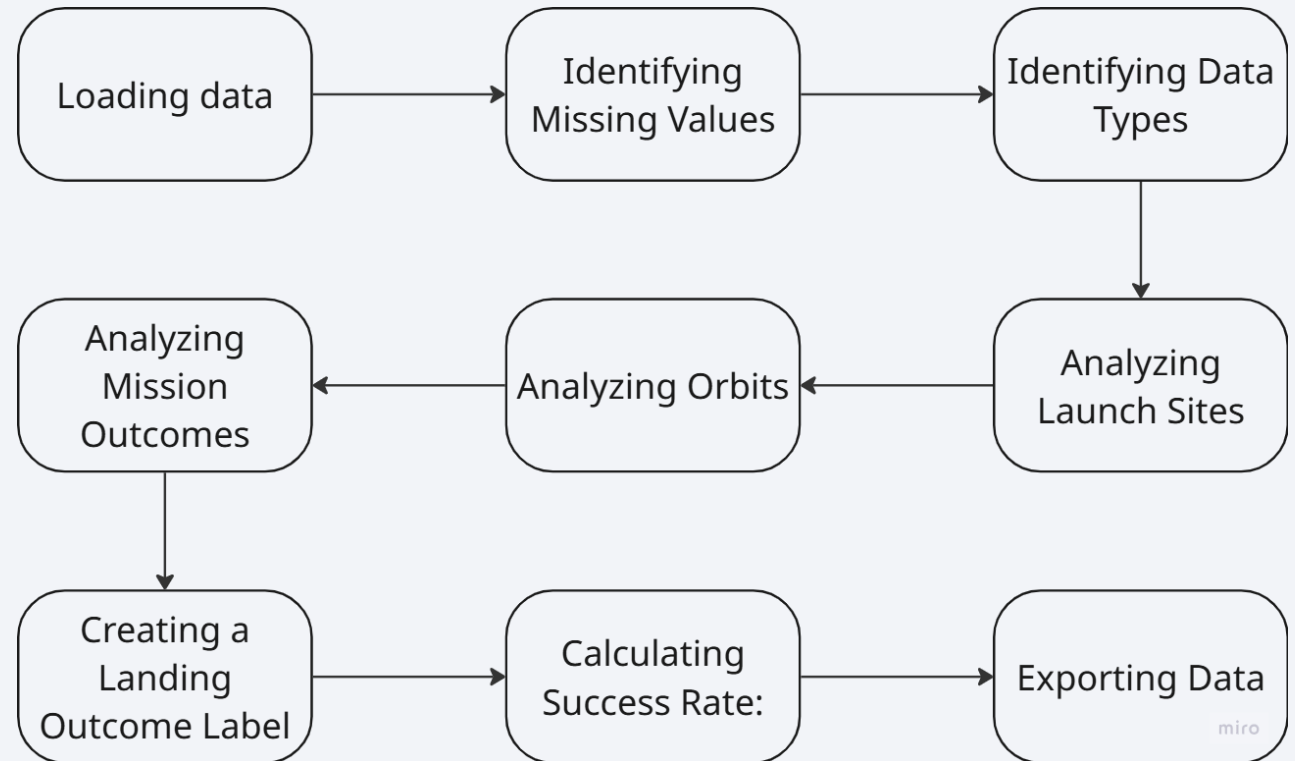 Loading data
Identifying
Missing Values
Identifying Data
Types
Analyzing
Launch Sites
Analyzing Orbits
Analyzing
Mission
Outcomes
Creating a
Landing
Outcome Label
Calculating
Success Rate:
Exporting Data
miro